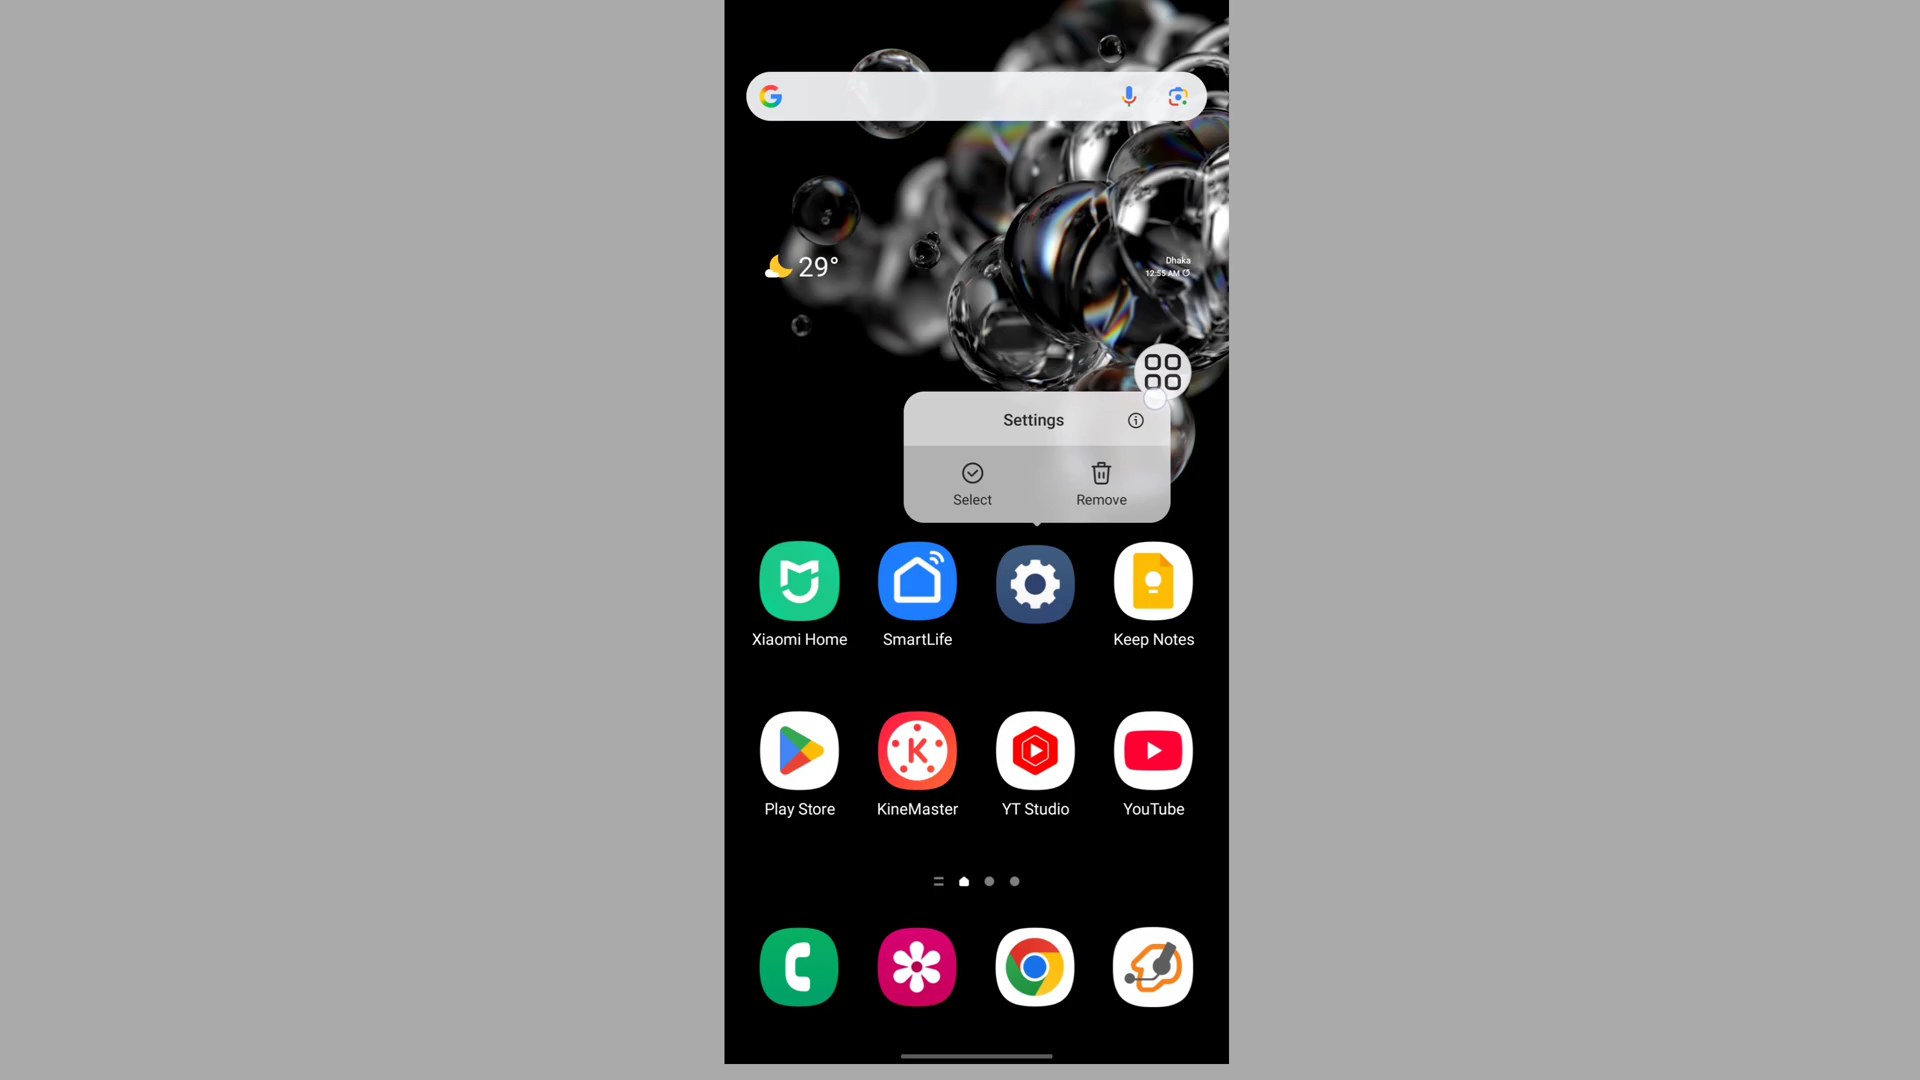 29°
Dhaka
12:55 AM
Settings
Select
Remove
Xiaomi Home
SmartLife
Keep Notes
Play Store
KineMaster
YT Studio
YouTube